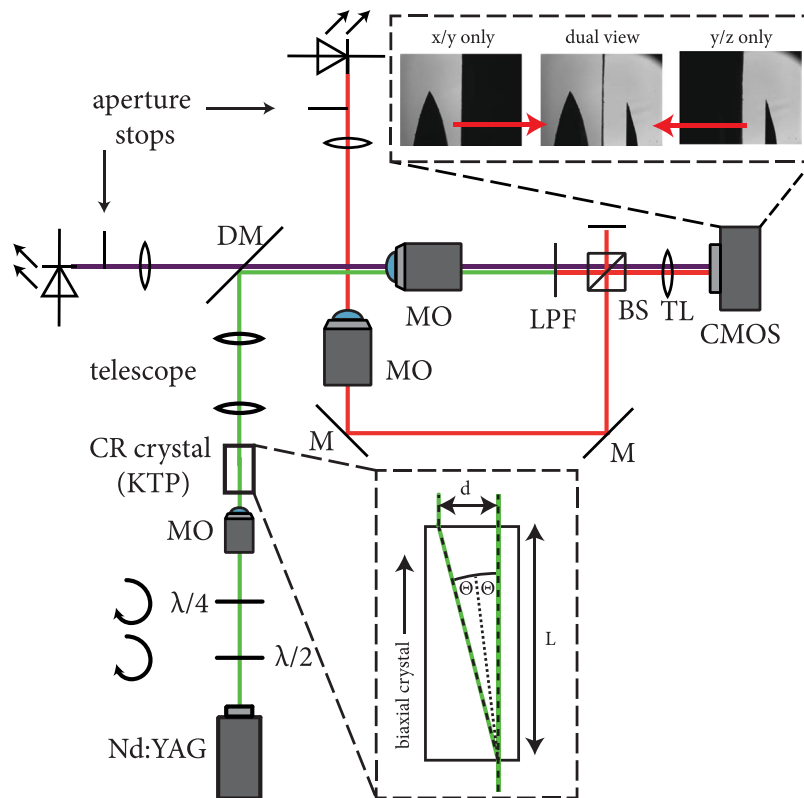 x/y only
dual view
y/z only
aperture
stops
DM
MO
LPF
BS
TL
CMOS
telescope
MO
M
M
CR crystal
(KTP)
MO
λ/4
λ/2
Nd:YAG
d
Θ Θ
L
biaxial crystal